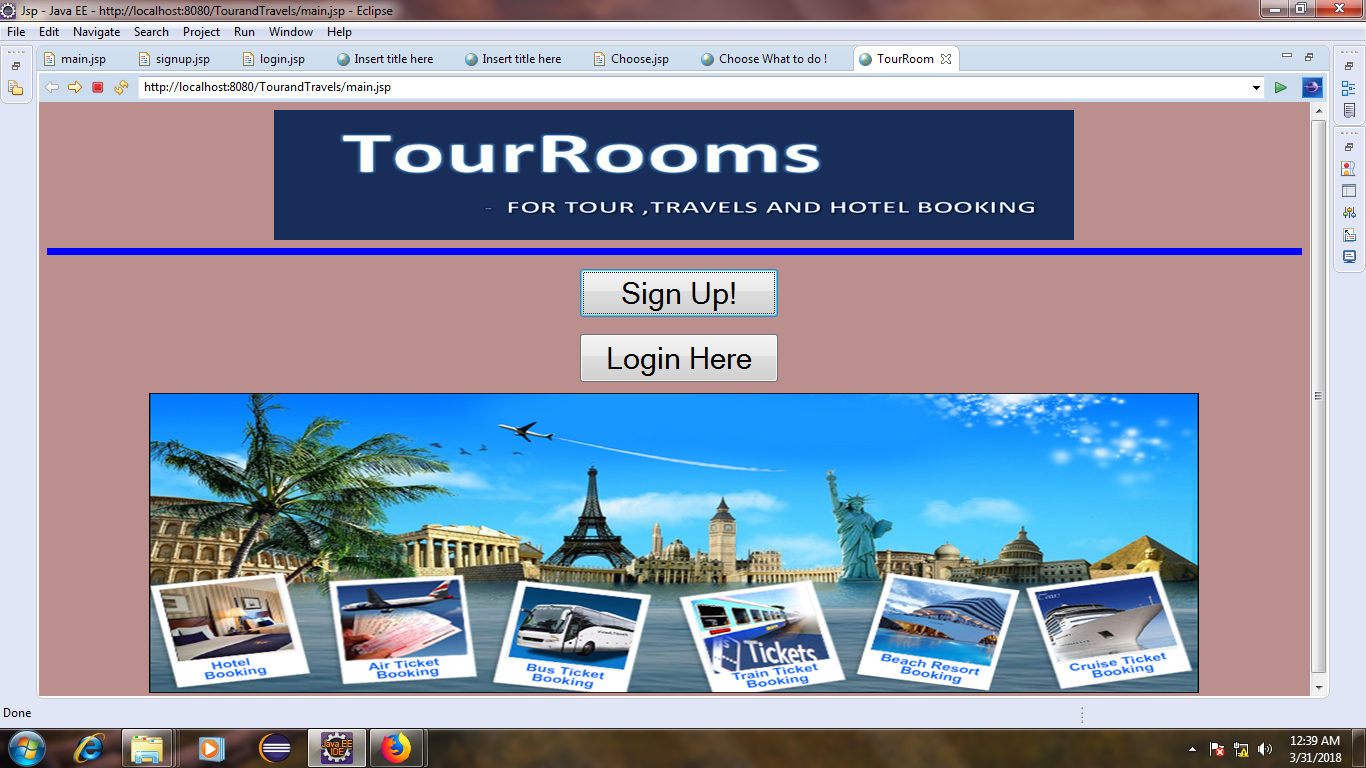 Jsp - Java EE - http://localhost:8080/TourandTravels/main.jsp - Eclipse
File Edit Navigate Search Project Run Window Help
main.jsp signup.jsp login.jsp Insert title here Insert title here Choose.jsp Choose What to do ! TourRoom
http://localhost:8080/TourandTravels/main.jsp
TourRooms
- FOR TOUR ,TRAVELS AND HOTEL BOOKING
Sign Up!
Login Here
Hotel
Booking
Air Ticket
Booking
Bus Ticket
Booking
Tickets
Train Ticket
Booking
Beach Resort
Booking
Cruise Ticket
Booking
Done
Java EE
IDE
12:39 AM
3/31/2018